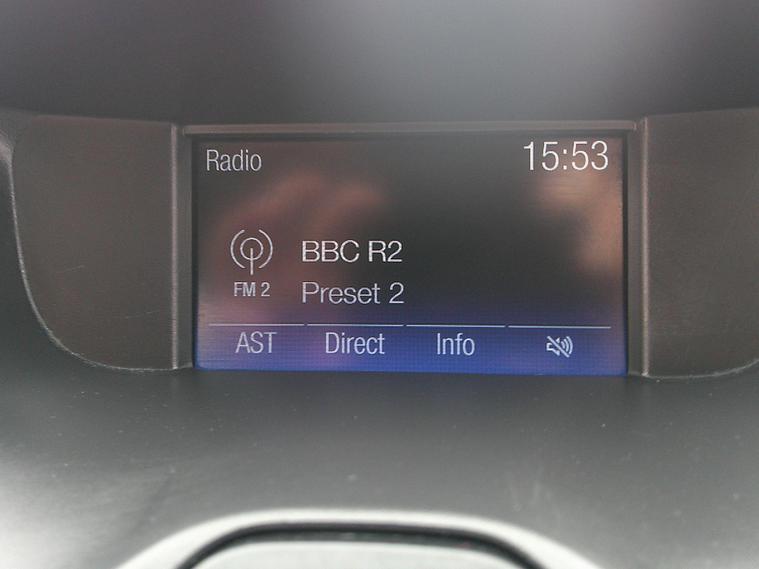 Radio 15:53
BBC R2
FM 2 Preset 2
AST Direct Info